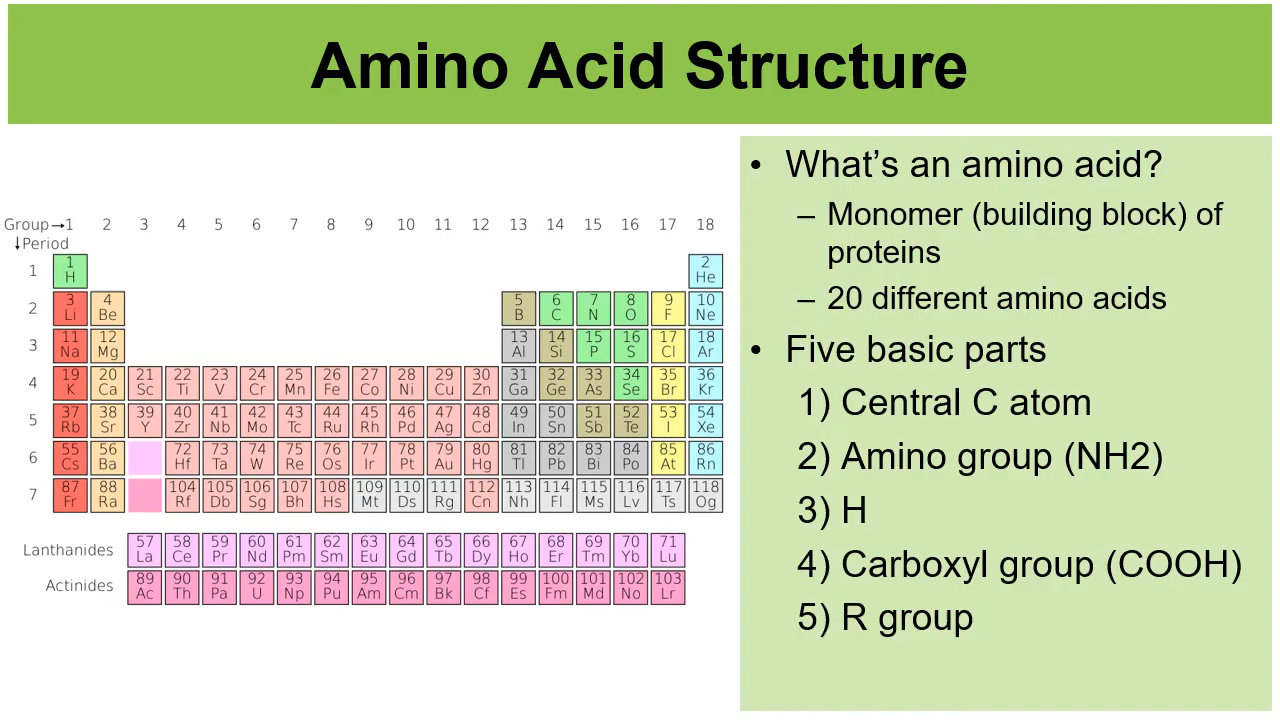 Amino Acid Structure
• What’s an amino acid?
– Monomer (building block) of
proteins
– 20 different amino acids
• Five basic parts
1) Central C atom
2) Amino group (NH2)
3) H
4) Carboxyl group (COOH)
5) R group
Group→1 2 3 4 5 6 7 8 9 10 11 12 13 14 15 16 17 18
↓Period
1 2
1 H He
3 4 5 6 7 8 9 10
2 Li Be B C N O F Ne
11 12 13 14 15 16 17 18
3 Na Mg Al Si P S Cl Ar
19 20 21 22 23 24 25 26 27 28 29 30 31 32 33 34 35 36
4 K Ca Sc Ti V Cr Mn Fe Co Ni Cu Zn Ga Ge As Se Br Kr
37 38 39 40 41 42 43 44 45 46 47 48 49 50 51 52 53 54
5 Rb Sr Y Zr Nb Mo Tc Ru Rh Pd Ag Cd In Sn Sb Te I Xe
55 56 72 73 74 75 76 77 78 79 80 81 82 83 84 85 86
6 Cs Ba Hf Ta W Re Os Ir Pt Au Hg Tl Pb Bi Po At Rn
87 88 104 105 106 107 108 109 110 111 112 113 114 115 116 117 118
7 Fr Ra Rf Db Sg Bh Hs Mt Ds Rg Cn Nh Fl Ms Lv Ts Og
57 58 59 60 61 62 63 64 65 66 67 68 69 70 71
Lanthanides La Ce Pr Nd Pm Sm Eu Gd Tb Dy Ho Er Tm Yb Lu
89 90 91 92 93 94 95 96 97 98 99 100 101 102 103
Actinides Ac Th Pa U Np Pu Am Cm Bk Cf Es Fm Md No Lr